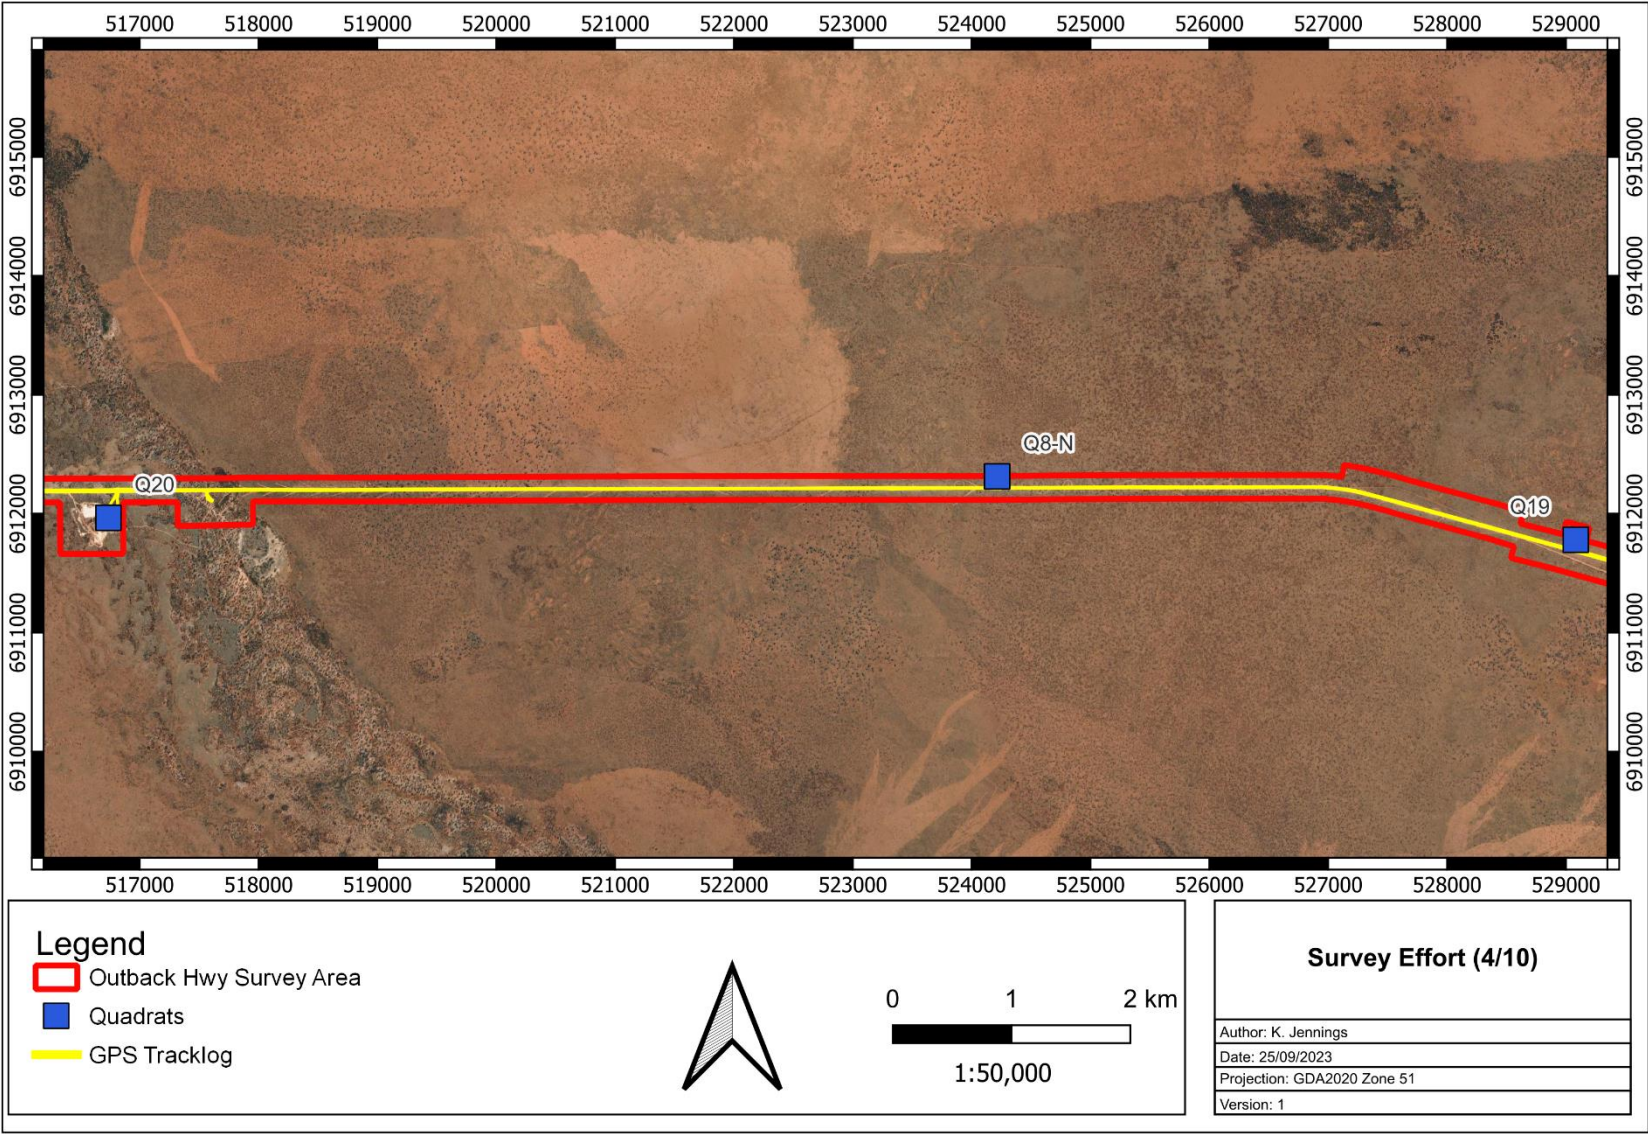 517000 518000 519000 520000 521000 522000 523000 524000 525000 526000 527000 528000 529000
6915000
6914000
6913000
6912000
6911000
6910000
Q20
Q8-N
Q19
6915000
6914000
6913000
6912000
6911000
6910000
517000 518000 519000 520000 521000 522000 523000 524000 525000 526000 527000 528000 529000
Legend
Outback Hwy Survey Area
Quadrats
GPS Tracklog
0 1 2 km
1:50,000
Survey Effort (4/10)
Author: K. Jennings
Date: 25/09/2023
Projection: GDA2020 Zone 51
Version: 1